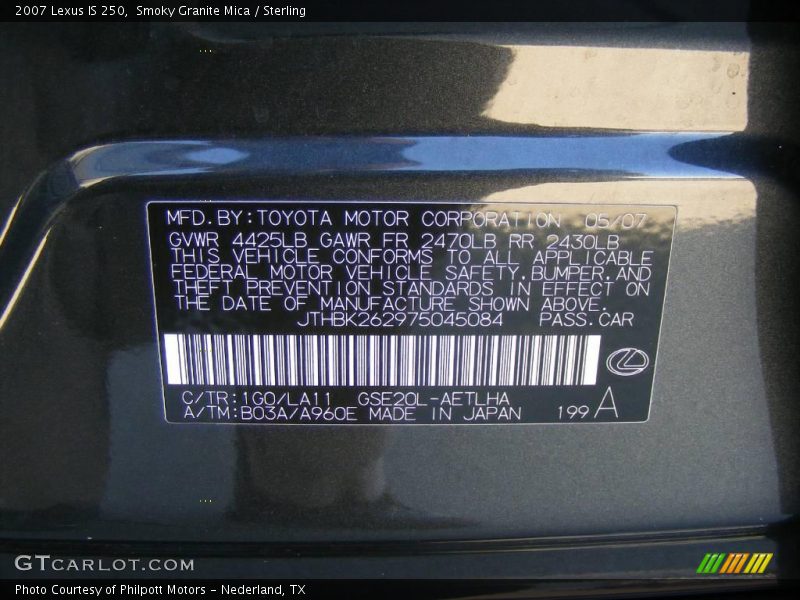 2007 Lexus IS 250,  Smoky Granite Mica / Sterling
MFD.BY:TOYOTA MOTOR CORPORATION 05/07
GVWR 4425LB GAWR FR 2470LB RR 2430LB
THIS VEHICLE CONFORMS TO ALL APPLICABLE
FEDERAL MOTOR VEHICLE SAFETY.BUMPER.AND
THEFT PREVENTION STANDARDS IN EFFECT ON
THE DATE OF MANUFACTURE SHOWN ABOVE.
JTHBK262975045084 PASS.CAR
C/TR:1G0/LA11 GSE20L-AETLHA
A/TM:B03A/A960E MADE IN JAPAN 199 A
GTCARLOT.COM
Photo Courtesy of Philpott Motors - Nederland, TX